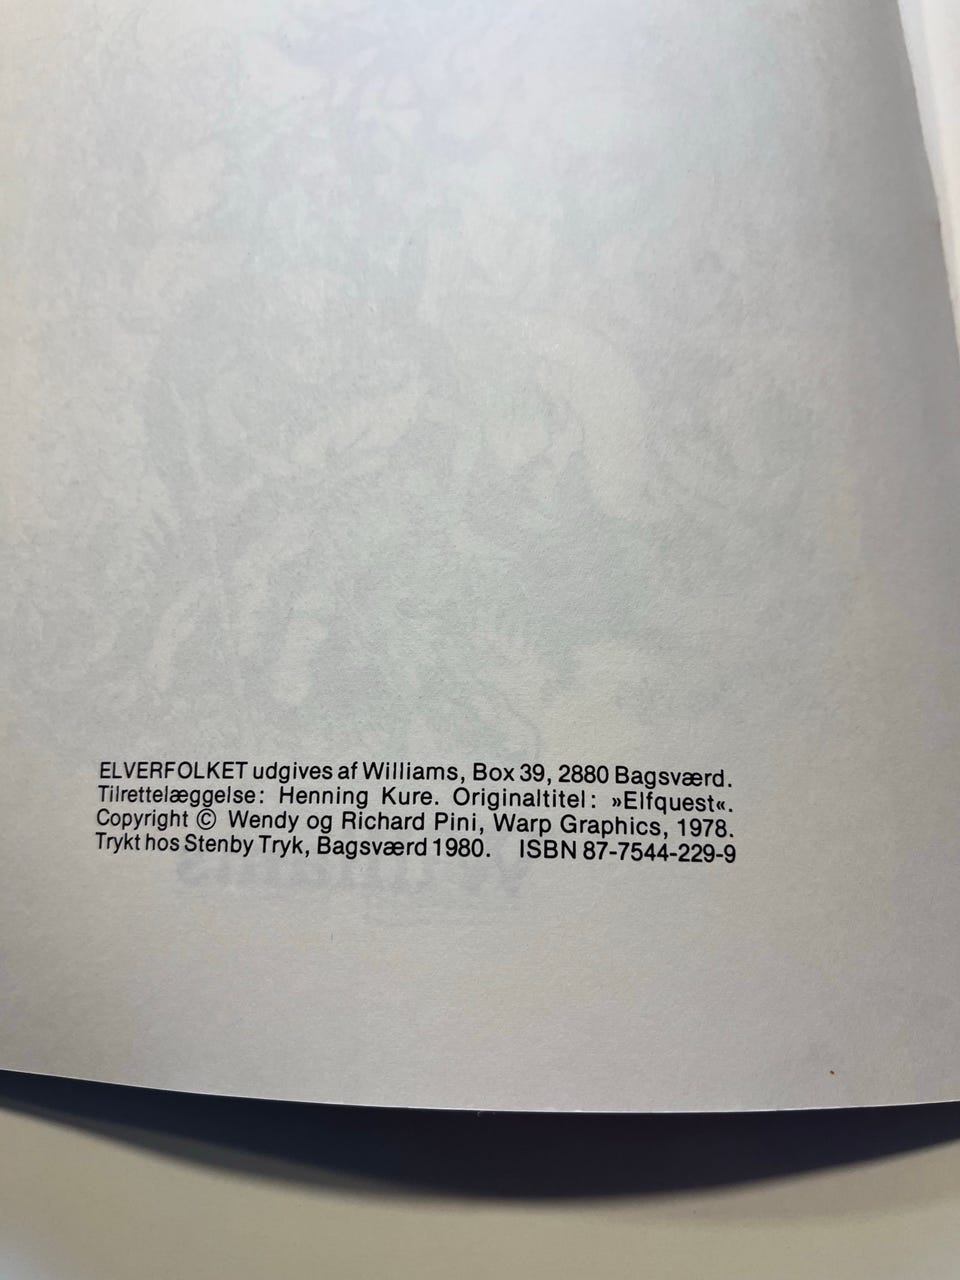 ELVERFOLKET udgives af Williams, Box 39, 2880 Bagsværd.
Tilrettelæggelse: Henning Kure. Originaltitel: »Elfquest«.
Copyright © Wendy og Richard Pini, Warp Graphics, 1978.
Trykt hos Stenby Tryk, Bagsværd 1980. ISBN 87-7544-229-9